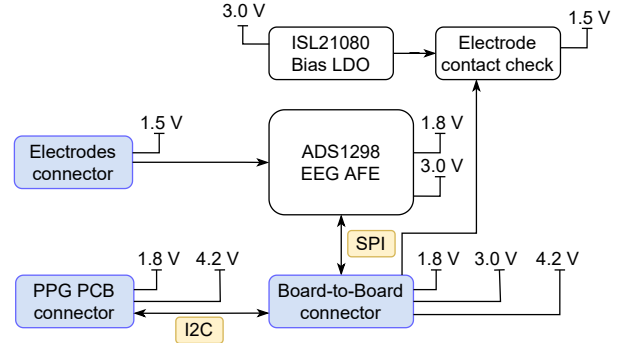 3.0 V
ISL21080
Bias LDO
Electrode
contact check
1.5 V
Electrodes
connector
1.5 V
ADS1298
EEG AFE
1.8 V
3.0 V
SPI
PPG PCB
connector
1.8 V
4.2 V
I2C
Board-to-Board
connector
1.8 V
3.0 V
4.2 V